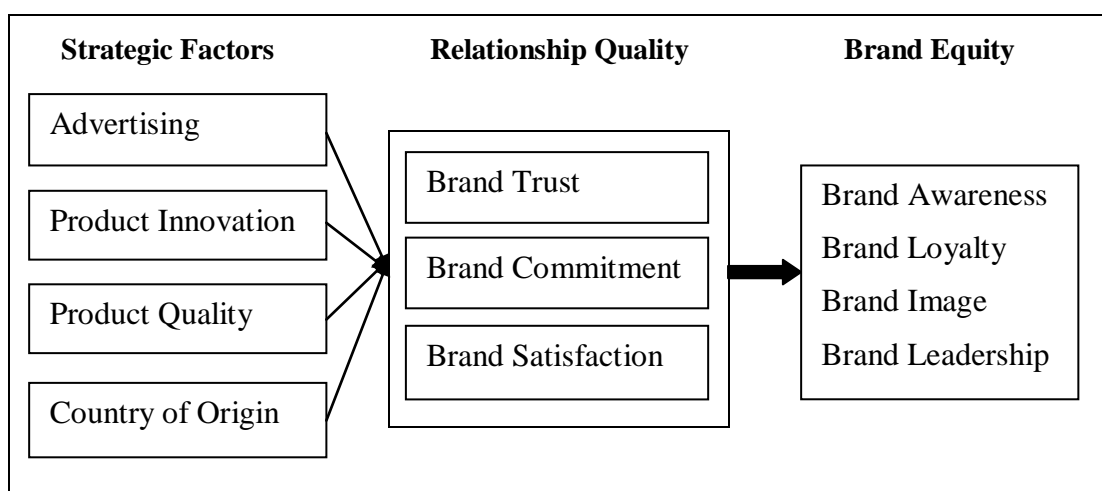 Strategic Factors
Relationship Quality
Brand Equity
Advertising
Product Innovation
Product Quality
Country of Origin
Brand Trust
Brand Commitment
Brand Satisfaction
Brand Awareness
Brand Loyalty
Brand Image
Brand Leadership